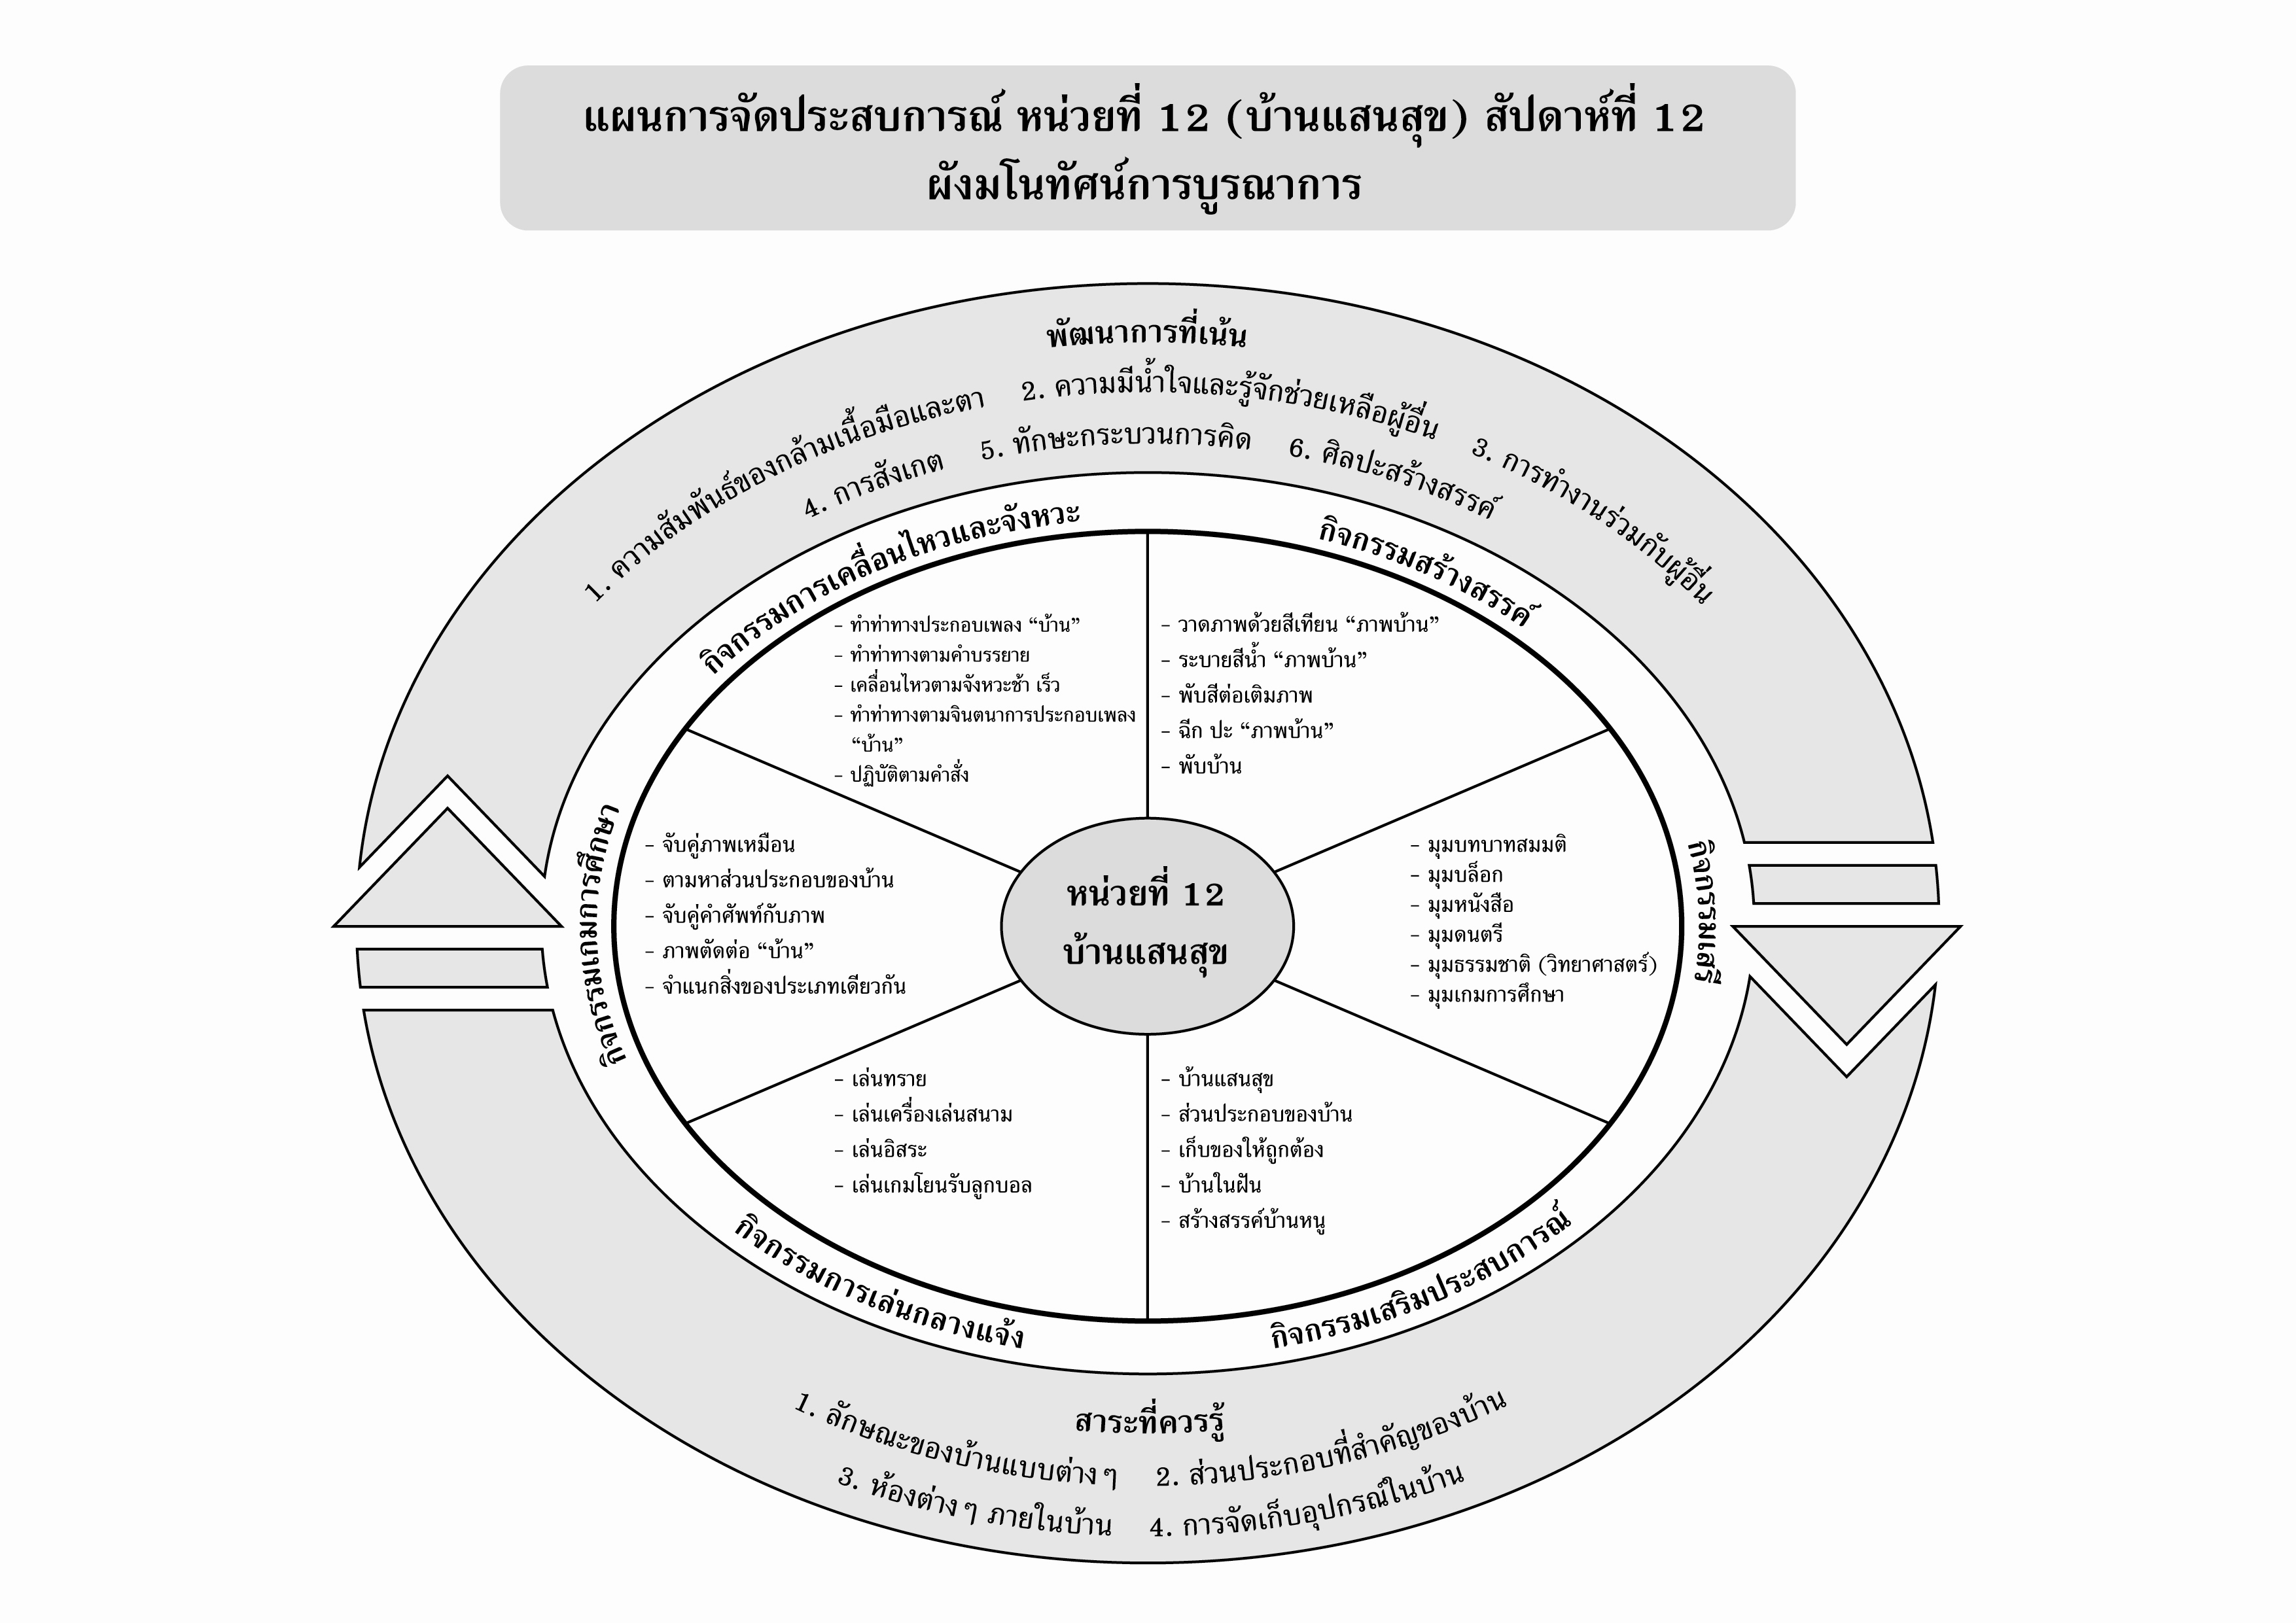 แผนการจัดประสบการณ์ หน่วยที่ 12 (บ้านแสนสุข) สัปดาห์ที่ 12
ผังมโนทัศน์การบูรณาการ
พัฒนาการที่เน้น
1. ความสัมพันธ์ของกล้ามเนื้อมือและตา 2. ความมีน้ำใจและรู้จักช่วยเหลือผู้อื่น 3. การทำงานร่วมกับผู้อื่น
4. การสังเกต 5. ทักษะกระบวนการคิด 6. ศิลปะสร้างสรรค์
กิจกรรมการเคลื่อนไหวและจังหวะ
- ทำท่าทางประกอบเพลง “บ้าน”
- ทำท่าทางตามคำบรรยาย
- เคลื่อนไหวตามจังหวะช้า เร็ว
- ทำท่าทางตามจินตนาการประกอบเพลง
“บ้าน”
- ปฏิบัติตามคำสั่ง
กิจกรรมสร้างสรรค์
- วาดภาพด้วยสีเทียน “ภาพบ้าน”
- ระบายสีน้ำ “ภาพบ้าน”
- พับสีต่อเติมภาพ
- ฉีก ปะ “ภาพบ้าน”
- พับบ้าน
กิจกรรมเกมการศึกษา
- จับคู่ภาพเหมือน
- ตามหาส่วนประกอบของบ้าน
- จับคู่คำศัพท์กับภาพ
- ภาพตัดต่อ “บ้าน”
- จำแนกสิ่งของประเภทเดียวกัน
หน่วยที่ 12
บ้านแสนสุข
กิจกรรมเสรี
- มุมบทบาทสมมติ
- มุมบล็อก
- มุมหนังสือ
- มุมดนตรี
- มุมธรรมชาติ (วิทยาศาสตร์)
- มุมเกมการศึกษา
- เล่นทราย
- เล่นเครื่องเล่นสนาม
- เล่นอิสระ
- เล่นเกมโยนรับลูกบอล
กิจกรรมการเล่นกลางแจ้ง
- บ้านแสนสุข
- ส่วนประกอบของบ้าน
- เก็บของให้ถูกต้อง
- บ้านในฝัน
- สร้างสรรค์บ้านหนู
กิจกรรมเสริมประสบการณ์
สาระที่ควรรู้
1. ลักษณะของบ้านแบบต่าง ๆ 2. ส่วนประกอบที่สำคัญของบ้าน
3. ห้องต่าง ๆ ภายในบ้าน 4. การจัดเก็บอุปกรณ์ในบ้าน